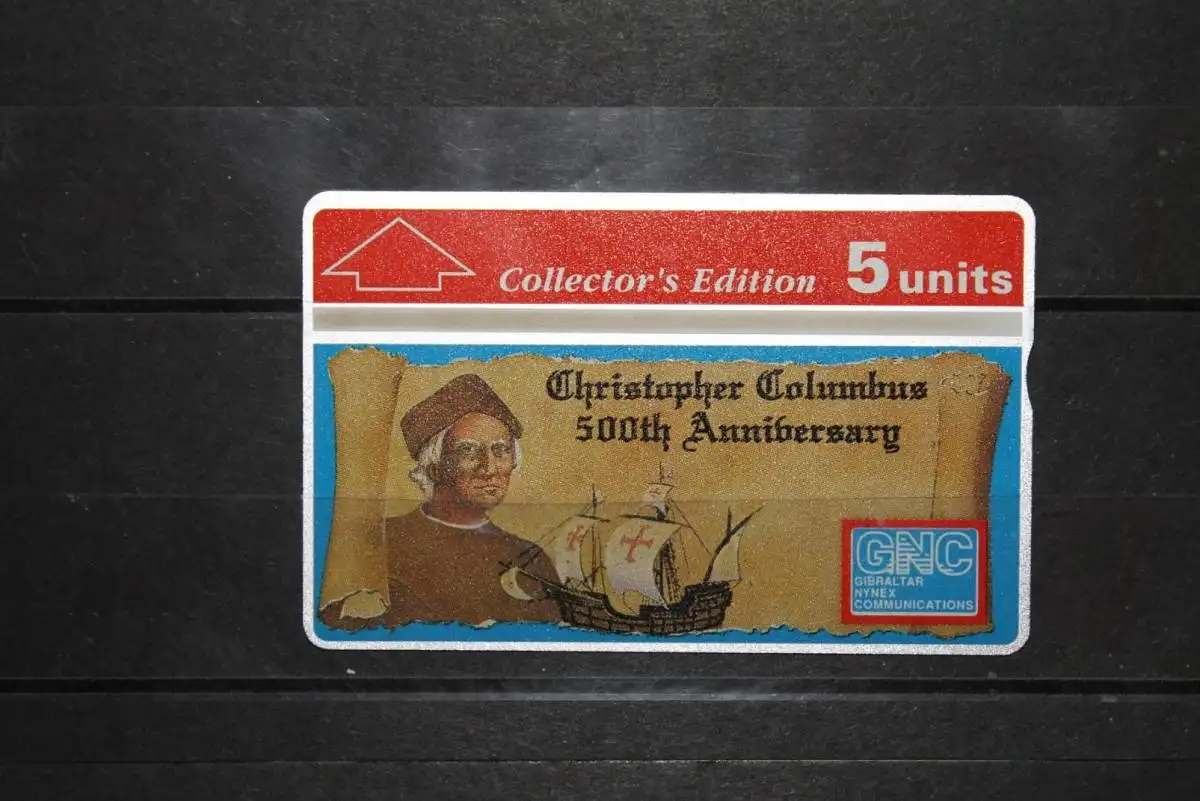 Collector's Edition 5 units
Christopher Columbus
500th Anniversary
GNC
GIBRALTAR
NYNEX
COMMUNICATIONS